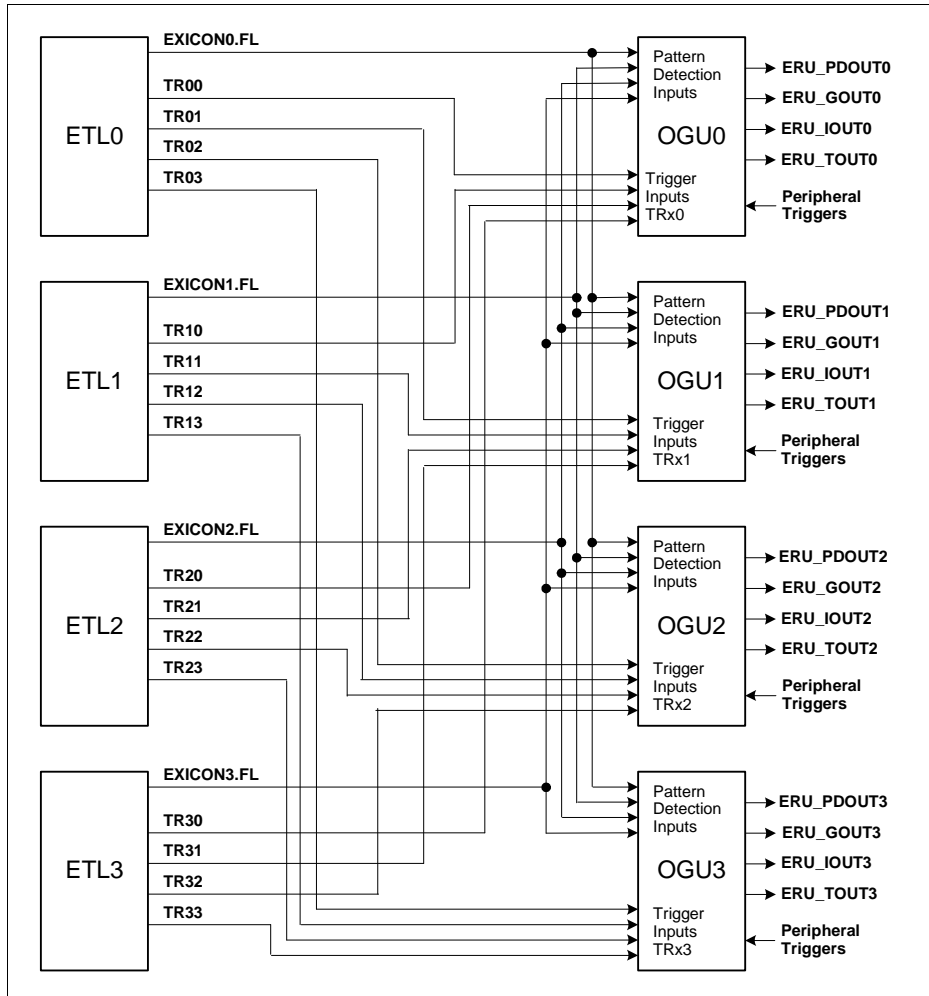 EXICON0.FL
TR00
TR01
TR02
TR03
ETL0
Pattern
Detection
Inputs
OGU0
Trigger
Inputs
TRx0
ERU_PDOUT0
ERU_GOUT0
ERU_IOUT0
ERU_TOUT0
Peripheral
Triggers
EXICON1.FL
TR10
TR11
TR12
TR13
ETL1
Pattern
Detection
Inputs
OGU1
Trigger
Inputs
TRx1
ERU_PDOUT1
ERU_GOUT1
ERU_IOUT1
ERU_TOUT1
Peripheral
Triggers
EXICON2.FL
TR20
TR21
TR22
TR23
ETL2
Pattern
Detection
Inputs
OGU2
Trigger
Inputs
TRx2
ERU_PDOUT2
ERU_GOUT2
ERU_IOUT2
ERU_TOUT2
Peripheral
Triggers
EXICON3.FL
TR30
TR31
TR32
TR33
ETL3
Pattern
Detection
Inputs
OGU3
Trigger
Inputs
TRx3
ERU_PDOUT3
ERU_GOUT3
ERU_IOUT3
ERU_TOUT3
Peripheral
Triggers